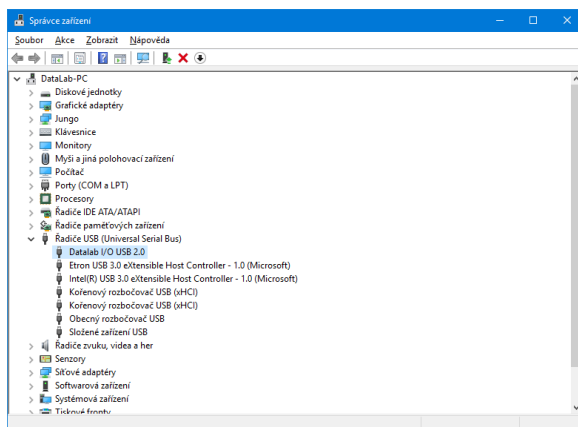 Správce zařízení
Soubor Akce Zobrazit Nápověda
DataLab-PC
Diskové jednotky
Grafické adaptéry
Jungo
Klávesnice
Monitory
Myši a jiná polohovací zařízení
Počítač
Porty (COM a LPT)
Procesory
Řadiče IDE ATA/ATAPI
Řadiče paměťových zařízení
Řadiče USB (Universal Serial Bus)
Datalab I/O USB 2.0
Etron USB 3.0 eXtensible Host Controller - 1.0 (Microsoft)
Intel(R) USB 3.0 eXtensible Host Controller - 1.0 (Microsoft)
Kořenový rozbočovač USB (xHCI)
Kořenový rozbočovač USB (xHCI)
Obecný rozbočovač USB
Složené zařízení USB
Řadiče zvuku, videa a her
Senzory
Síťové adaptéry
Softwarová zařízení
Systémová zařízení
Tiskové fronty